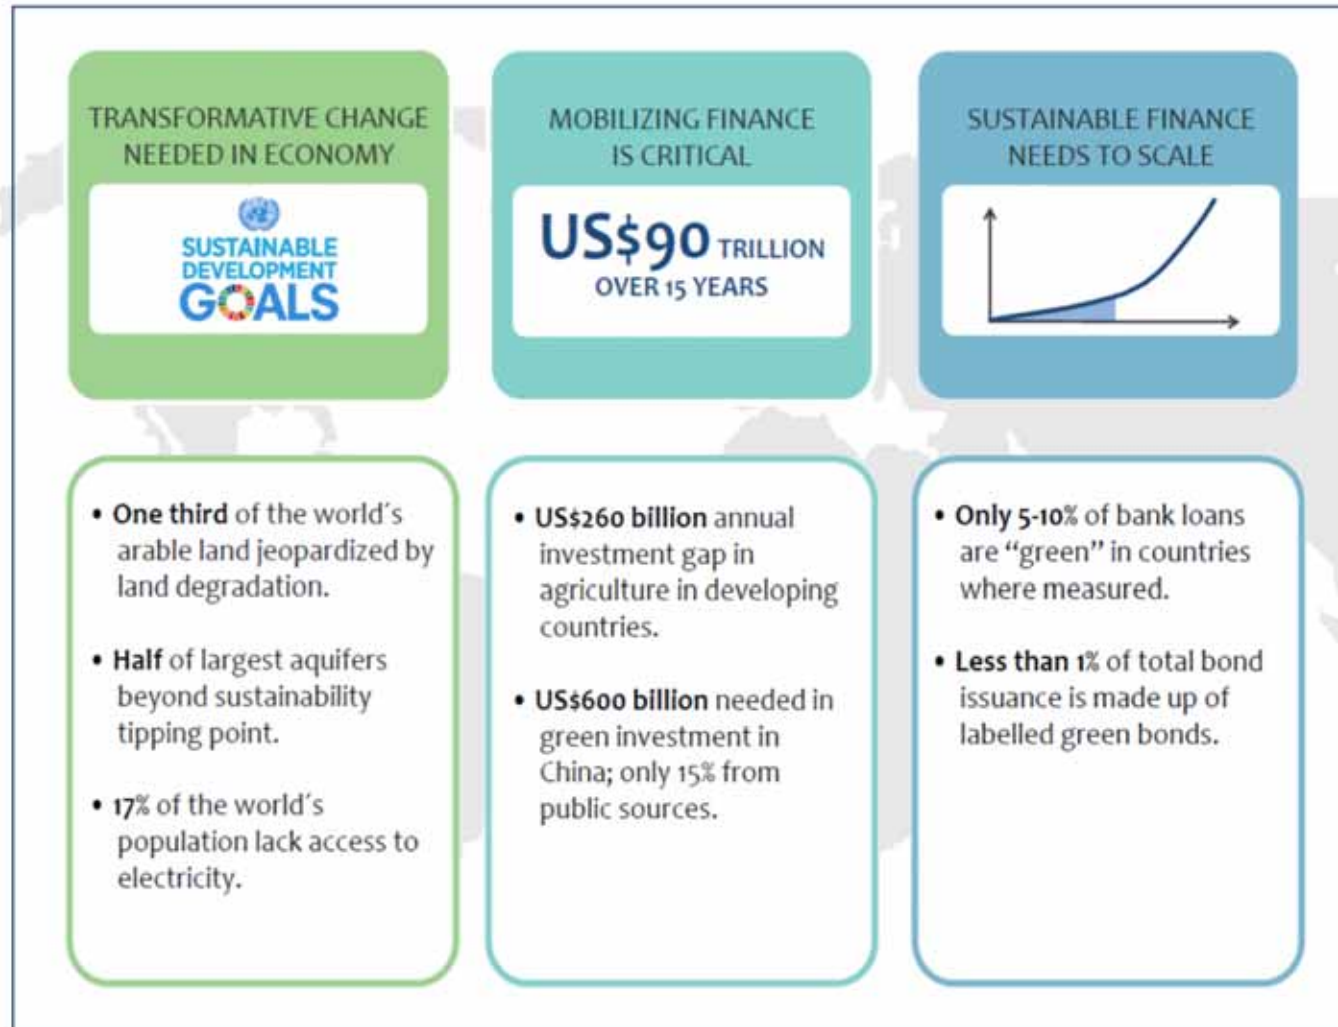 TRANSFORMATIVE CHANGE
NEEDED IN ECONOMY
SUSTAINABLE
DEVELOPMENT
GOALS
MOBILIZING FINANCE
IS CRITICAL
US$90 TRILLION
OVER 15 YEARS
SUSTAINABLE FINANCE
NEEDS TO SCALE
• One third of the world´s
arable land jeopardized by
land degradation.
• Half of largest aquifers
beyond sustainability
tipping point.
• 17% of the world´s
population lack access to
electricity.
• US$260 billion annual
investment gap in
agriculture in developing
countries.
• US$600 billion needed in
green investment in
China; only 15% from
public sources.
• Only 5-10% of bank loans
are “green” in countries
where measured.
• Less than 1% of total bond
issuance is made up of
labelled green bonds.